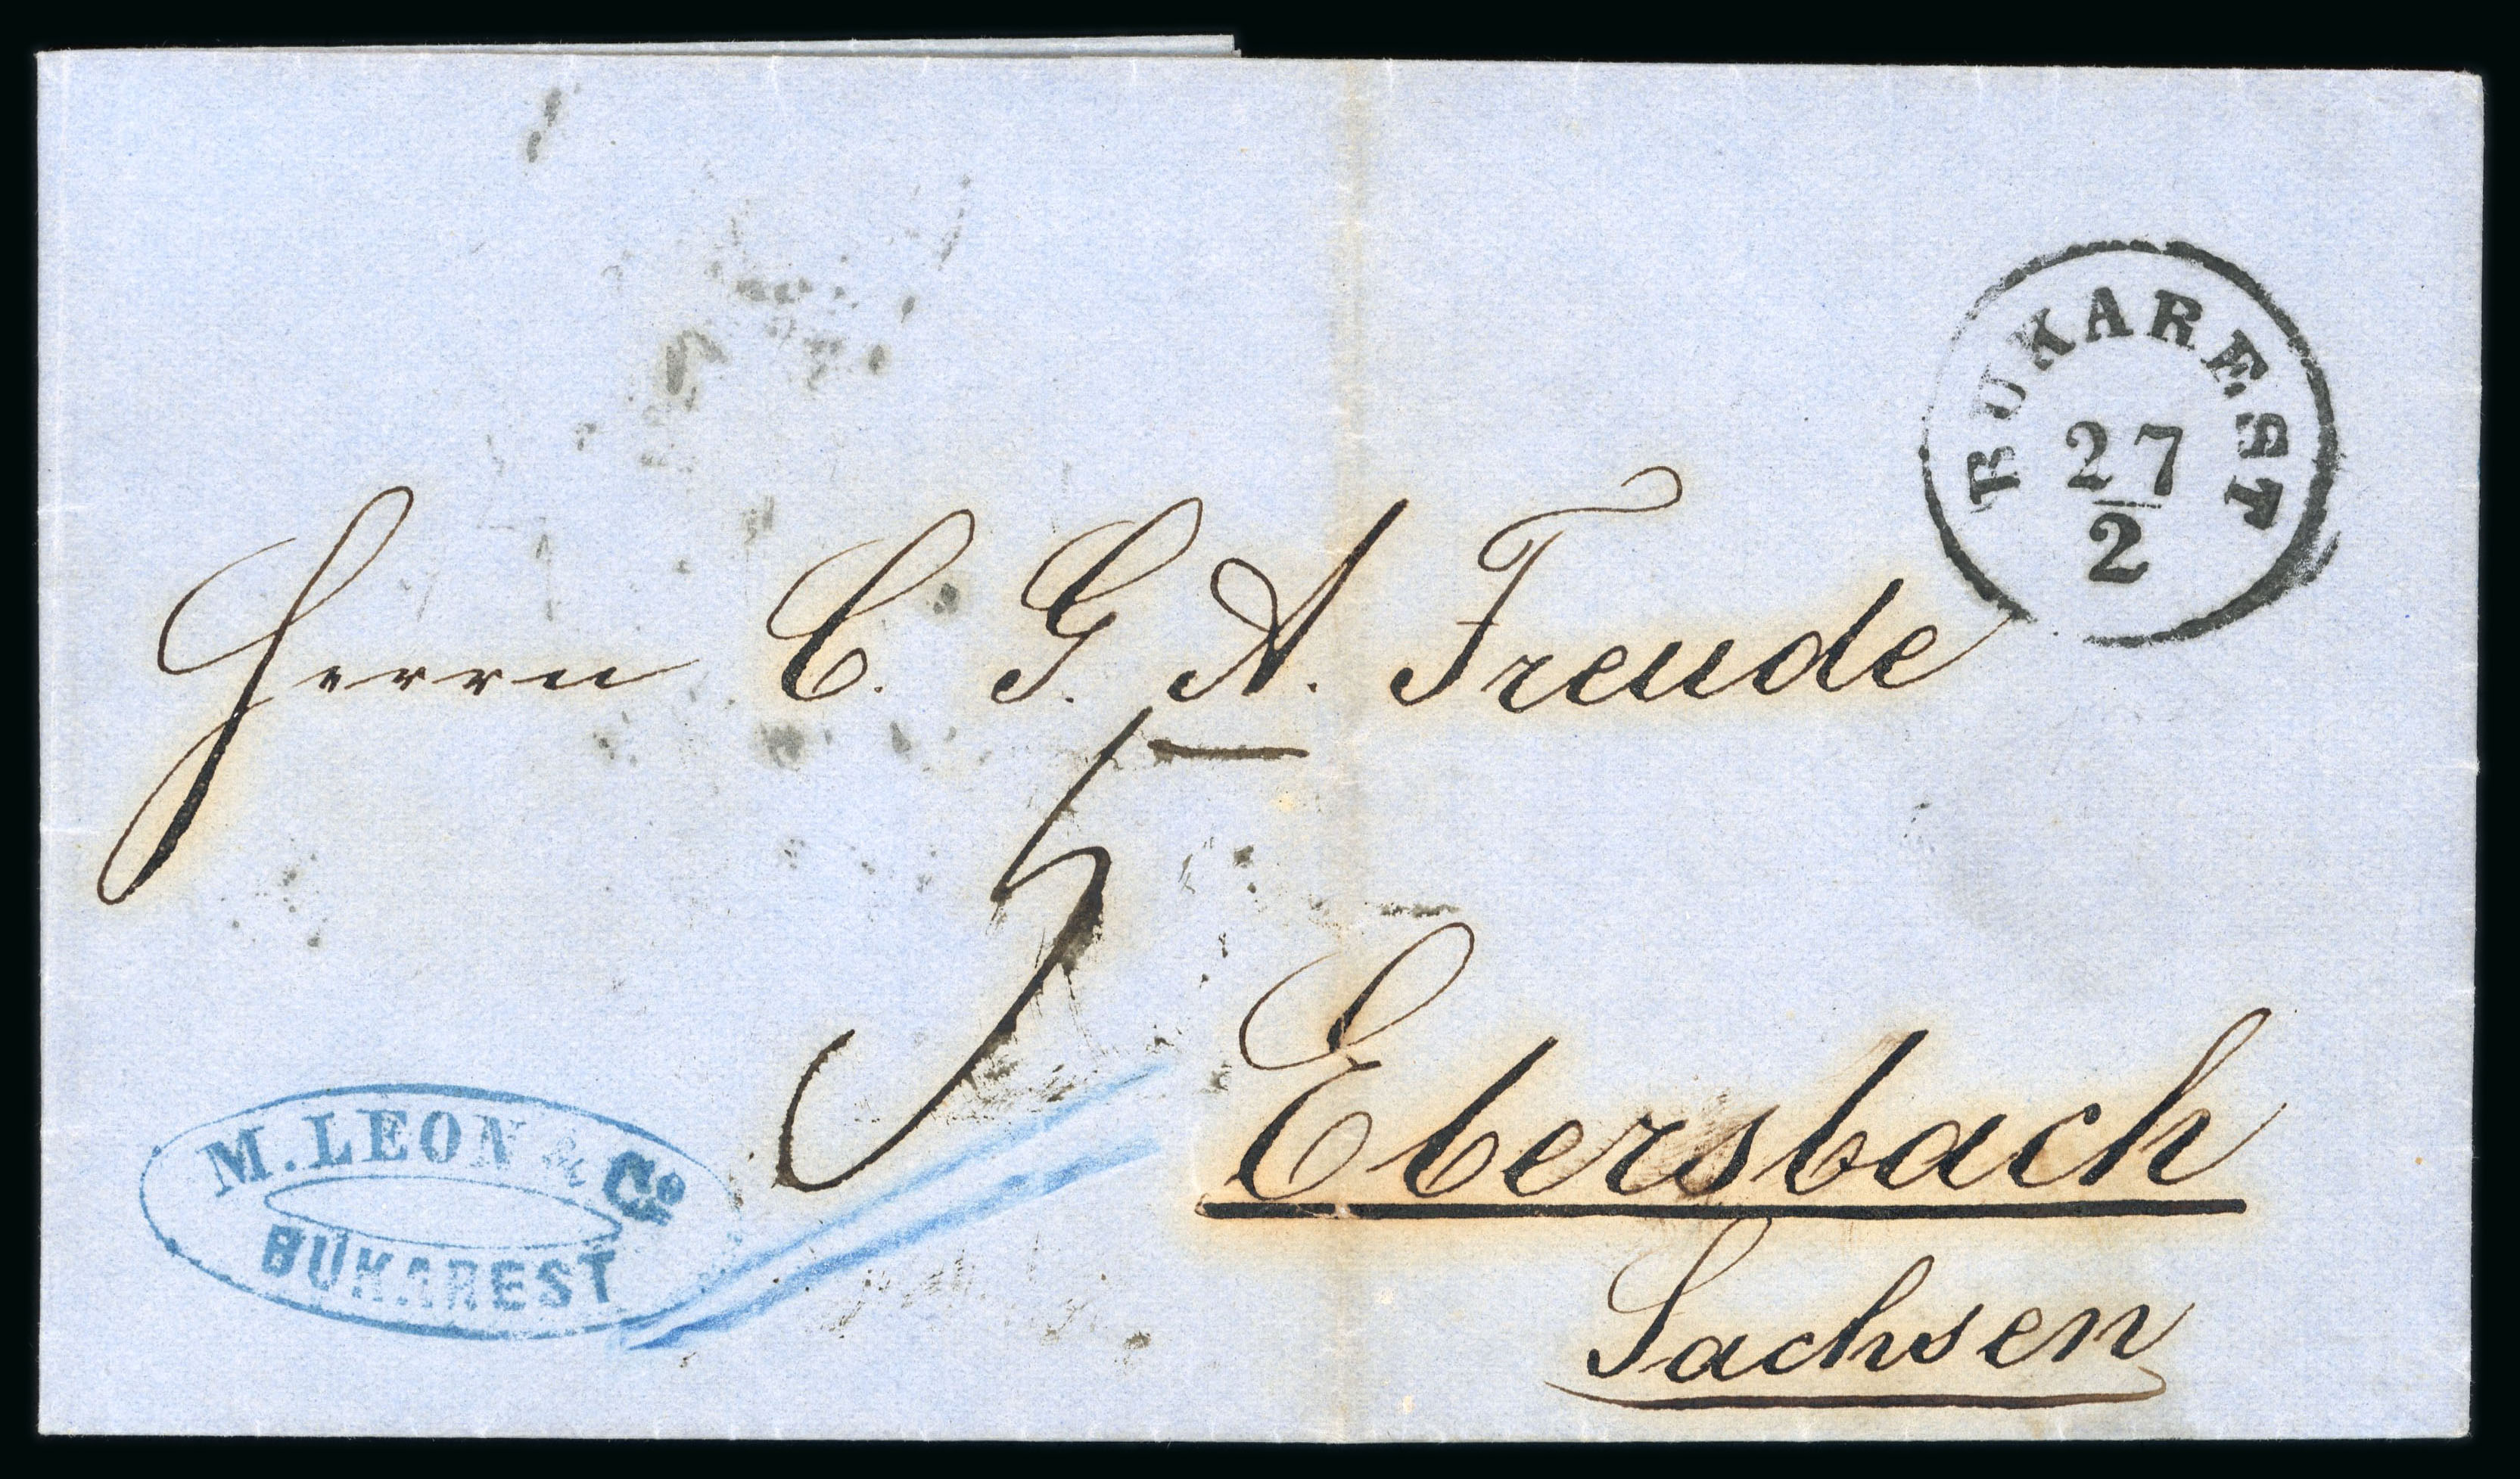 BUKAREST
27
2
Herrn C. G. A. Freude
5
Ebersbach
Sachsen
M. LEON & Co
BUKAREST